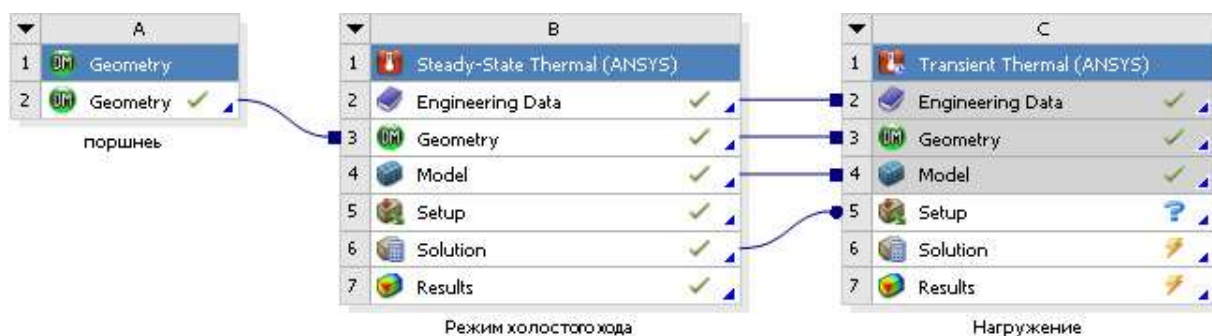 A
1 Geometry
2 Geometry
поршнеь
B
1 Steady-State Thermal (ANSYS)
2 Engineering Data
3 Geometry
4 Model
5 Setup
6 Solution
7 Results
Режим холостого хода
C
1 Transient Thermal (ANSYS)
2 Engineering Data
3 Geometry
4 Model
5 Setup ?
6 Solution
7 Results
Нагружение